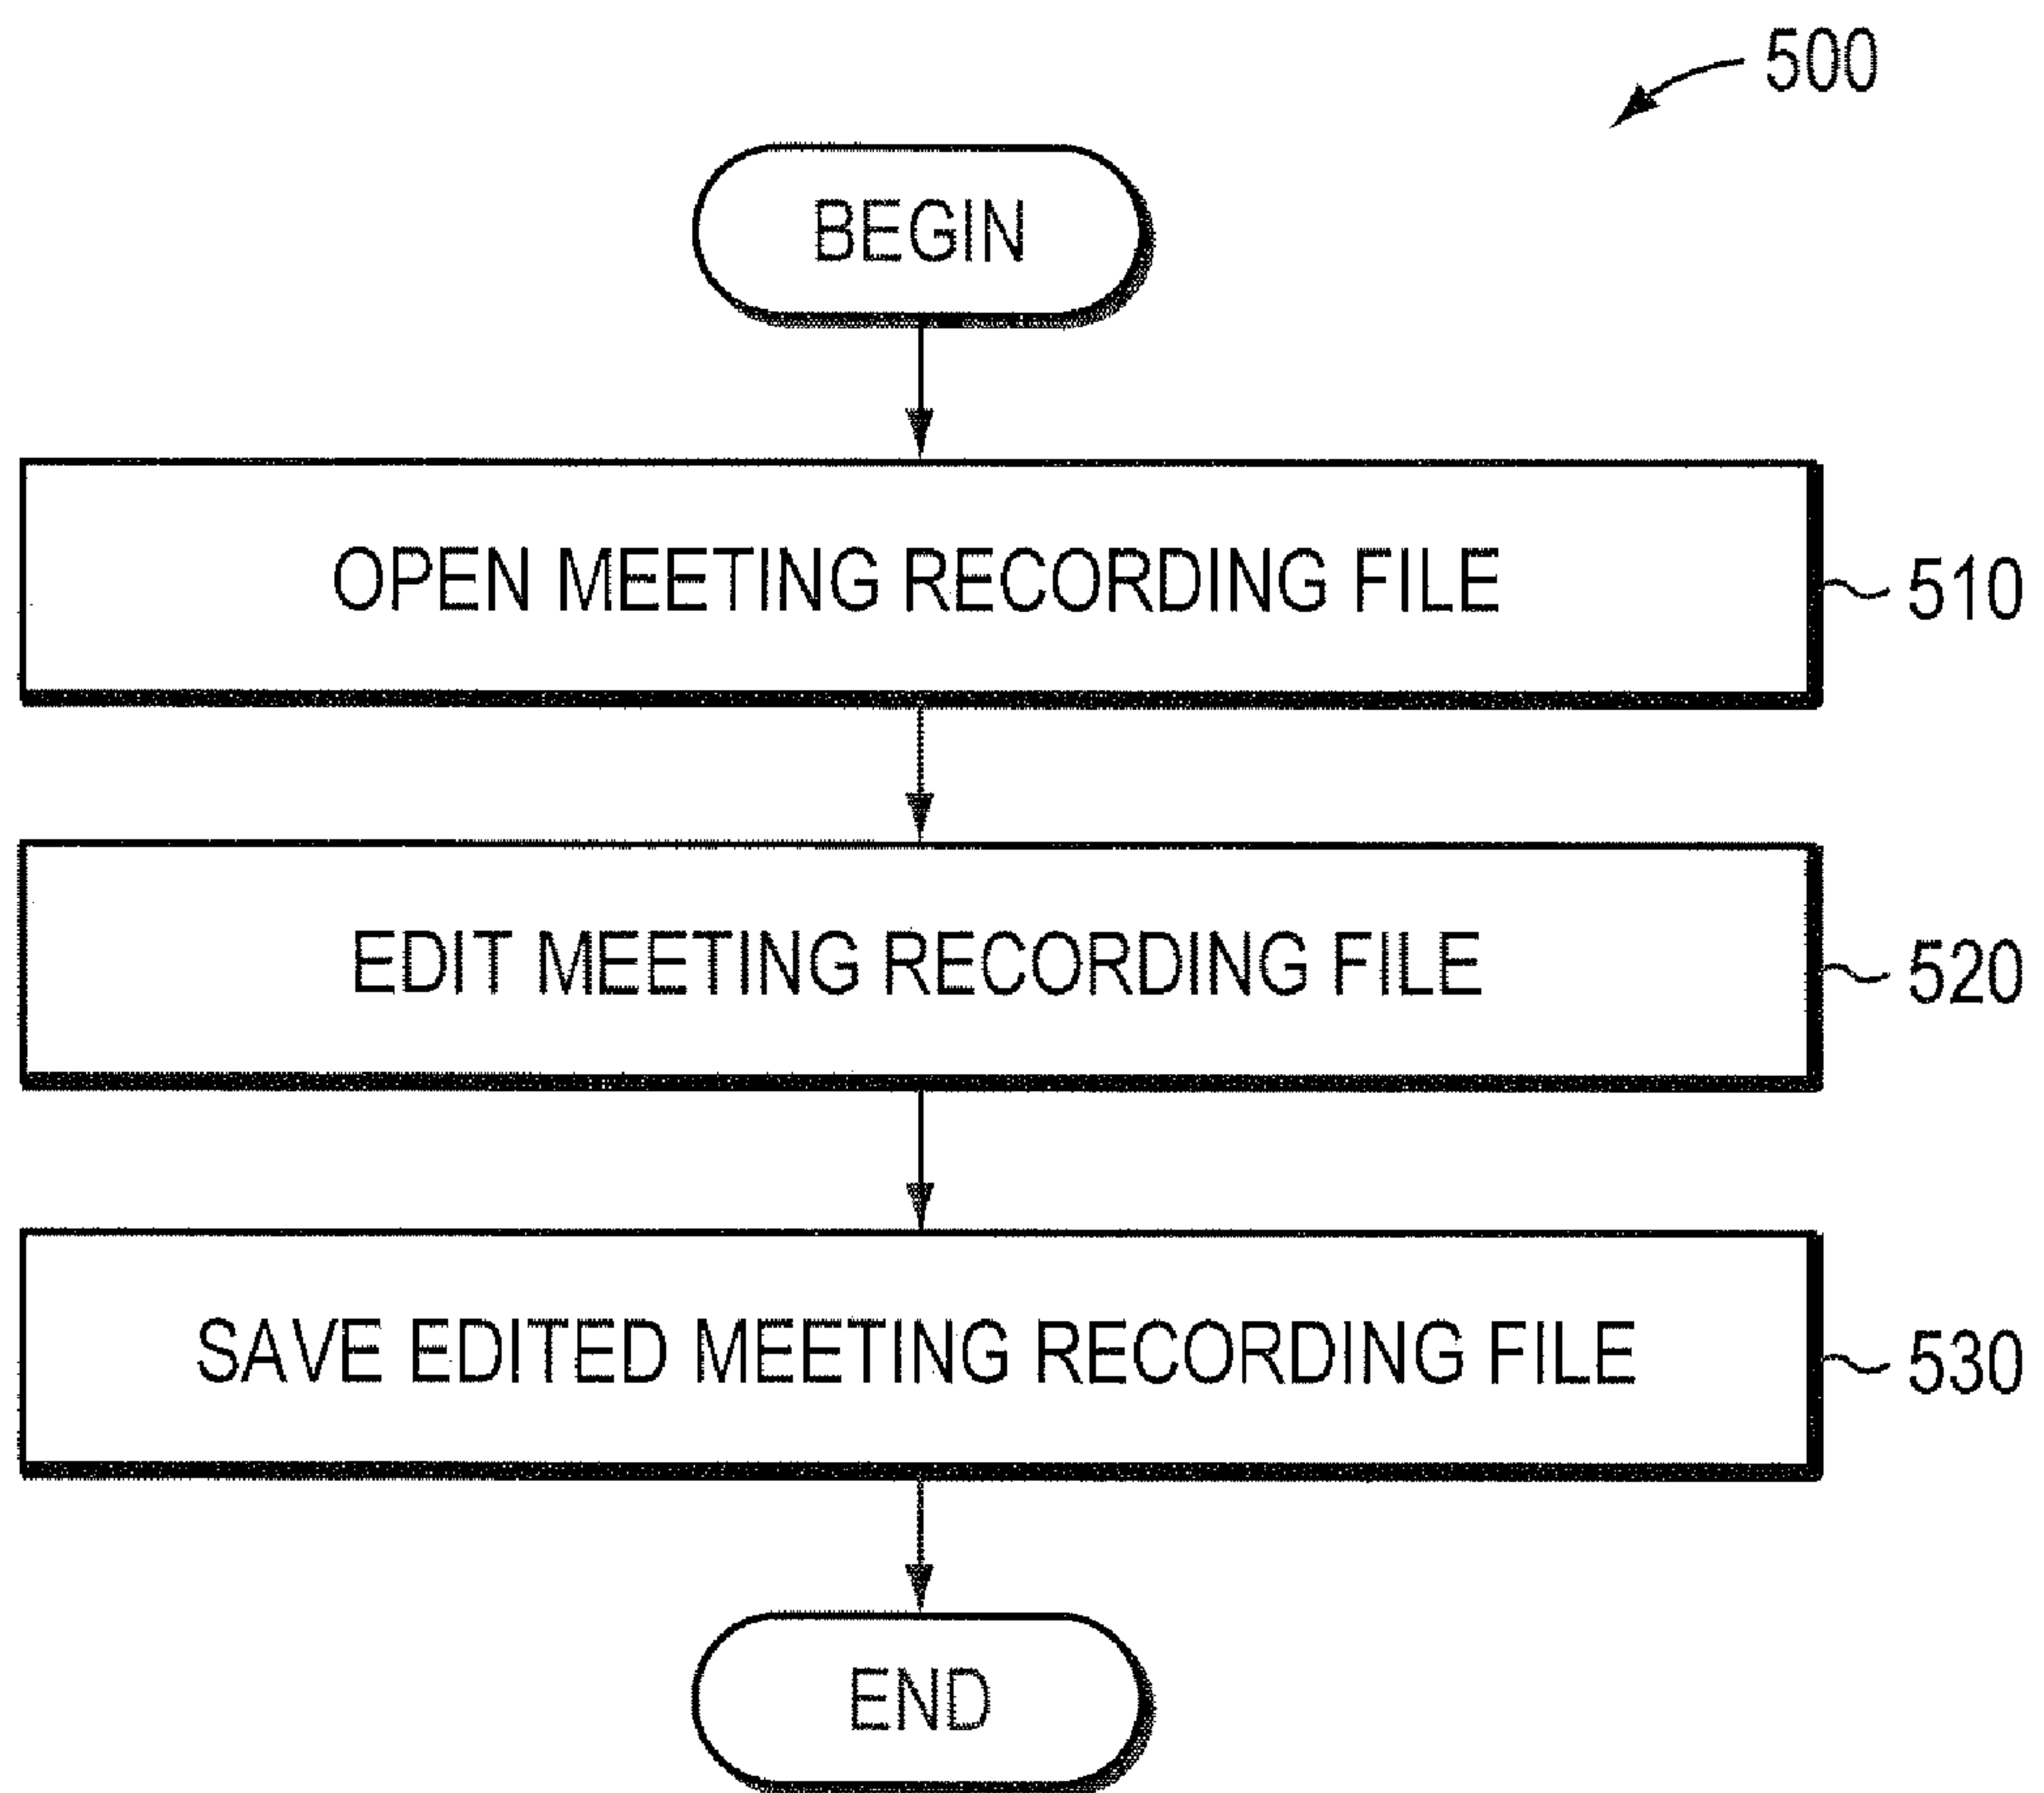 500
BEGIN
OPEN MEETING RECORDING FILE
510
EDIT MEETING RECORDING FILE
520
SAVE EDITED MEETING RECORDING FILE
530
END